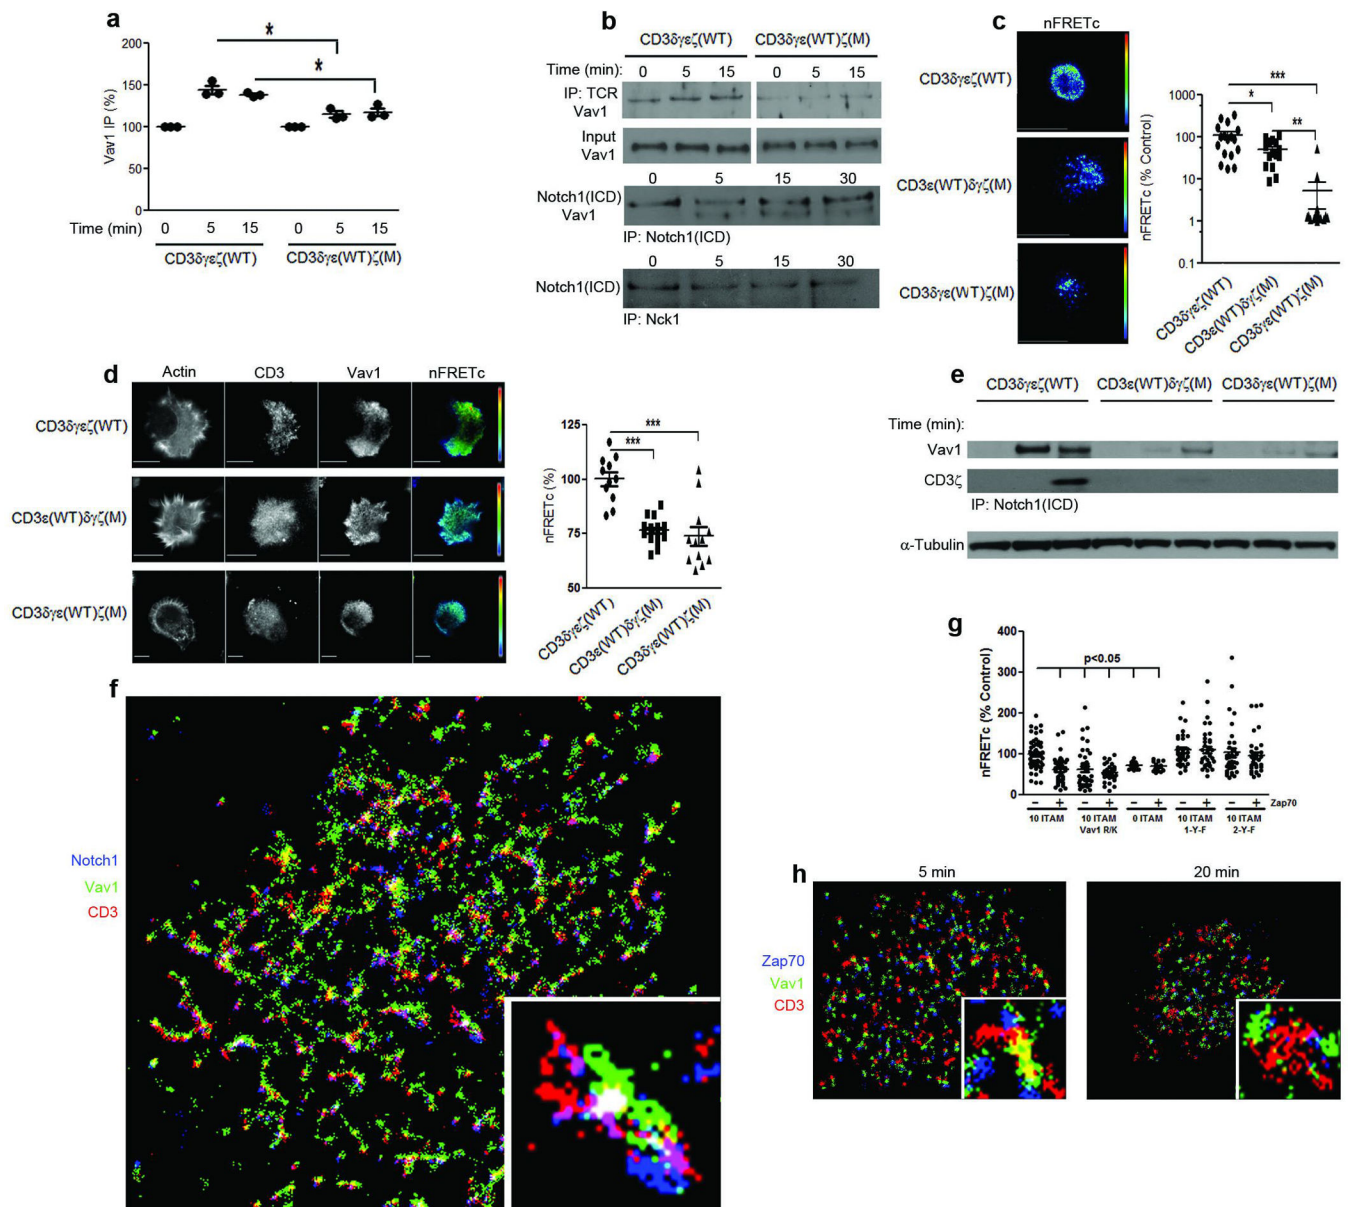 a
*
*
200
150
100
50
0
Vav1 IP (%)
Time (min)
0 5 15 0 5 15
CD3δγεζ(WT) CD3δγε(WT)ζ(M)
b
CD3δγεζ(WT) CD3δγε(WT)ζ(M)
Time (min): 0 5 15 0 5 15
IP: TCR
Vav1
Input
Vav1
0 5 15 30
Notch1(ICD)
Vav1
IP: Notch1(ICD)
0 5 15 30
Notch1(ICD)
IP: Nck1
c
nFRETc
CD3δγεζ(WT)
CD3ε(WT)δγζ(M)
CD3δγε(WT)ζ(M)
***
* **
1000
100
10
1
0.1
nFRETc (% Control)
CD3δγεζ(WT)
CD3ε(WT)δγζ(M)
CD3δγε(WT)ζ(M)
d
Actin CD3 Vav1 nFRETc
CD3δγεζ(WT)
CD3ε(WT)δγζ(M)
CD3δγε(WT)ζ(M)
***
***
125
100
75
50
nFRETc (%)
CD3δγεζ(WT)
CD3ε(WT)δγζ(M)
CD3δγε(WT)ζ(M)
e
CD3δγεζ(WT) CD3ε(WT)δγζ(M) CD3δγε(WT)ζ(M)
Time (min):
Vav1
CD3ζ
IP: Notch1(ICD)
α-Tubulin
f
Notch1
Vav1
CD3
g
400
300
200
100
0
nFRETc (% Control)
p<0.05
– + – + – + – + – + Zap70
10 ITAM 10 ITAM 0 ITAM 10 ITAM 10 ITAM
Vav1 R/K 1-Y-F 2-Y-F
h
5 min 20 min
Zap70
Vav1
CD3